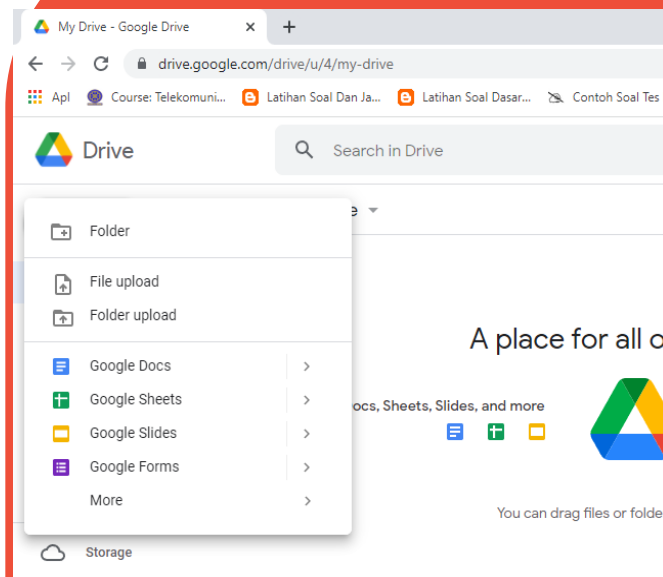 My Drive - Google Drive
drive.google.com/drive/u/4/my-drive
Apl Course: Telekomuni... Latihan Soal Dan Ja... Latihan Soal Dasar... Contoh Soal Tes
Drive Search in Drive
Folder
File upload
Folder upload
Google Docs
Google Sheets
Google Slides
Google Forms
More
Storage
A place for all
ocs, Sheets, Slides, and more
You can drag files or folde